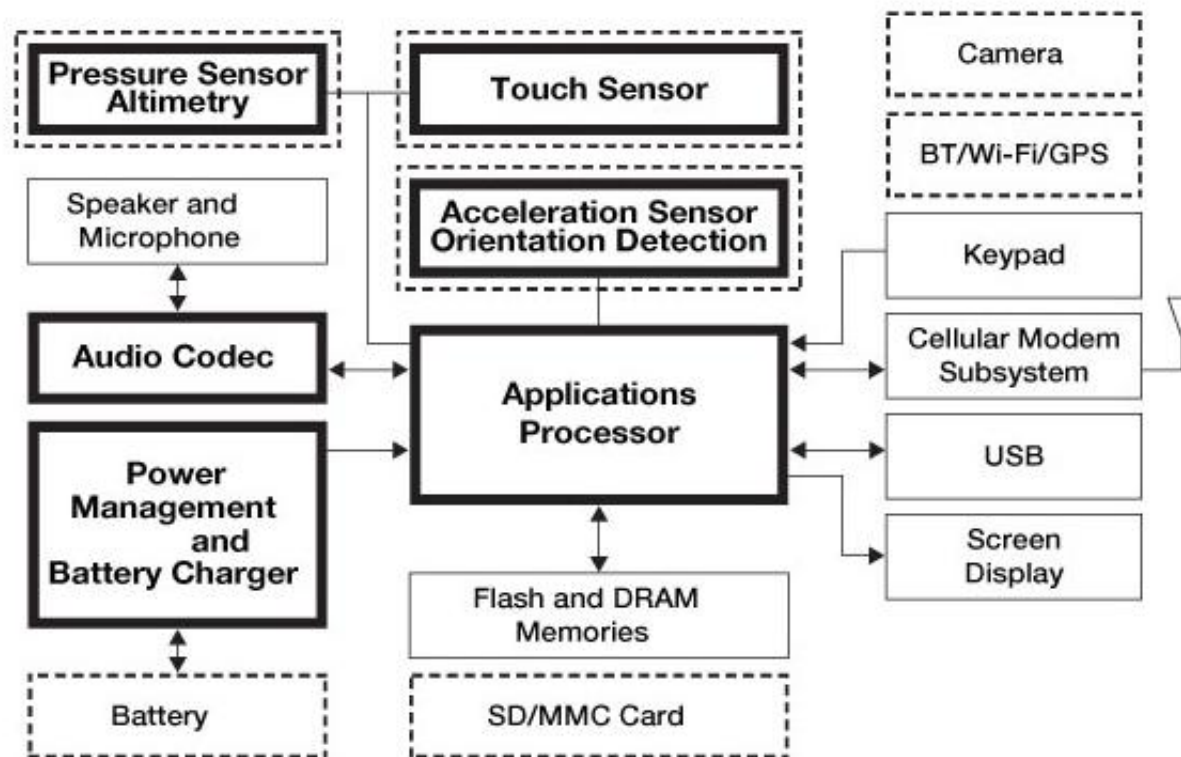 Pressure Sensor
Altimetry
Touch Sensor
Camera
BT/Wi-Fi/GPS
Speaker and
Microphone
Acceleration Sensor
Orientation Detection
Keypad
Audio Codec
Applications
Processor
Cellular Modem
Subsystem
Power
Management
and
Battery Charger
USB
Screen
Display
Flash and DRAM
Memories
Battery
SD/MMC Card